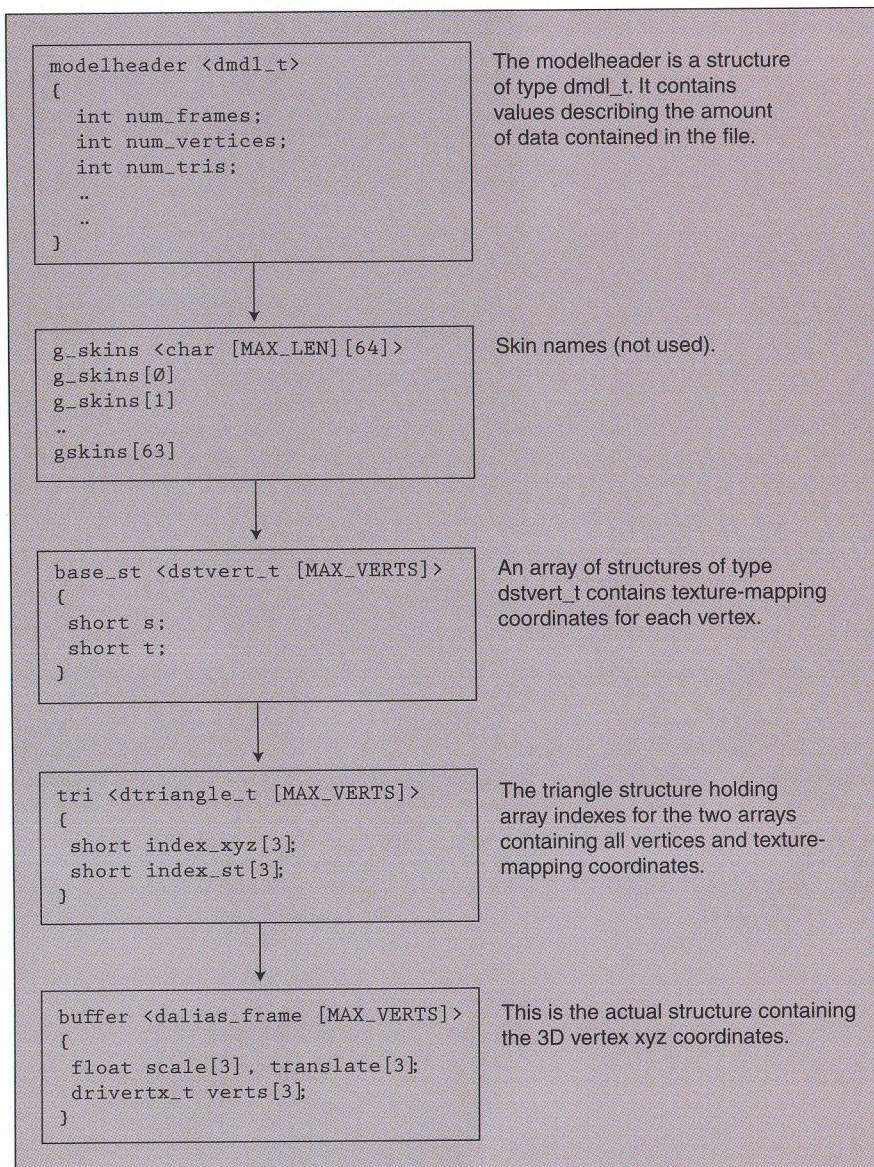 modelheader <dmdl_t>
{
int num_frames;
int num_vertices;
int num_tris;
..
..
}
The modelheader is a structure
of type dmdl_t. It contains
values describing the amount
of data contained in the file.
g_skins <char [MAX_LEN][64]>
g_skins[Ø]
g_skins[1]
..
gskins[63]
Skin names (not used).
base_st <dstvert_t [MAX_VERTS]>
{
short s;
short t;
}
An array of structures of type
dstvert_t contains texture-mapping
coordinates for each vertex.
tri <dtriangle_t [MAX_VERTS]>
{
short index_xyz[3];
short index_st[3];
}
The triangle structure holding
array indexes for the two arrays
containing all vertices and texture-
mapping coordinates.
buffer <dalias_frame [MAX_VERTS]>
{
float scale[3], translate[3];
drivertx_t verts[3];
}
This is the actual structure containing
the 3D vertex xyz coordinates.